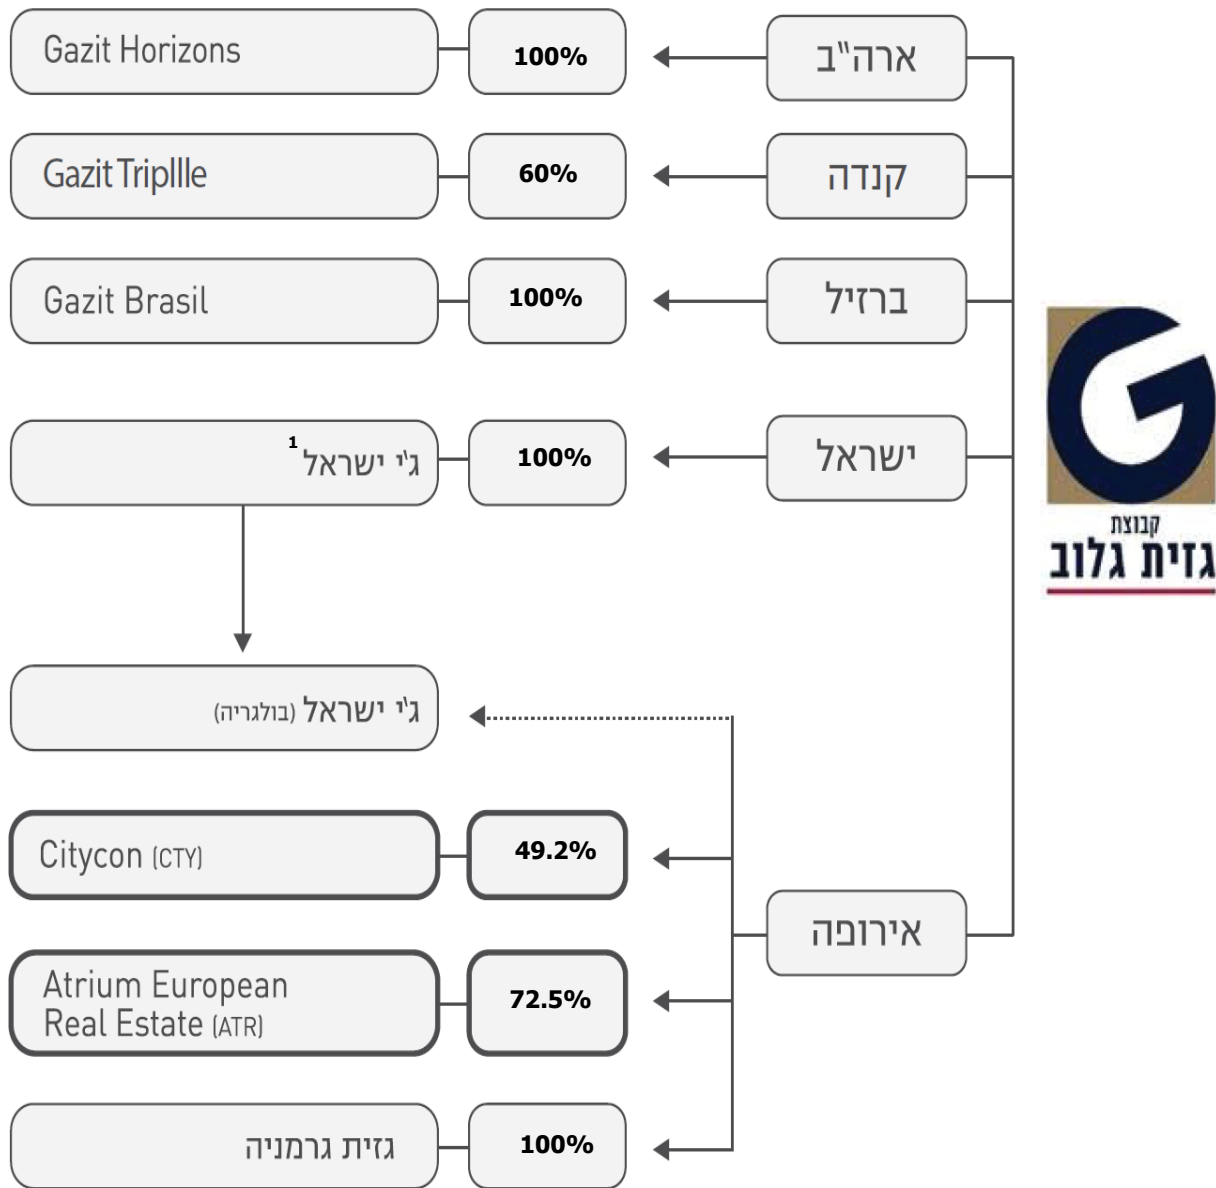 Gazit Horizons
100%
ארה"ב
Gazit Tripllle
60%
קנדה
Gazit Brasil
100%
ברזיל
ג'י ישראל 1
100%
ישראל
קבוצת
גזית גלוב
ג'י ישראל (בולגריה)
Citycon (CTY)
49.2%
אירופה
Atrium European
Real Estate (ATR)
72.5%
גזית גרמניה
100%